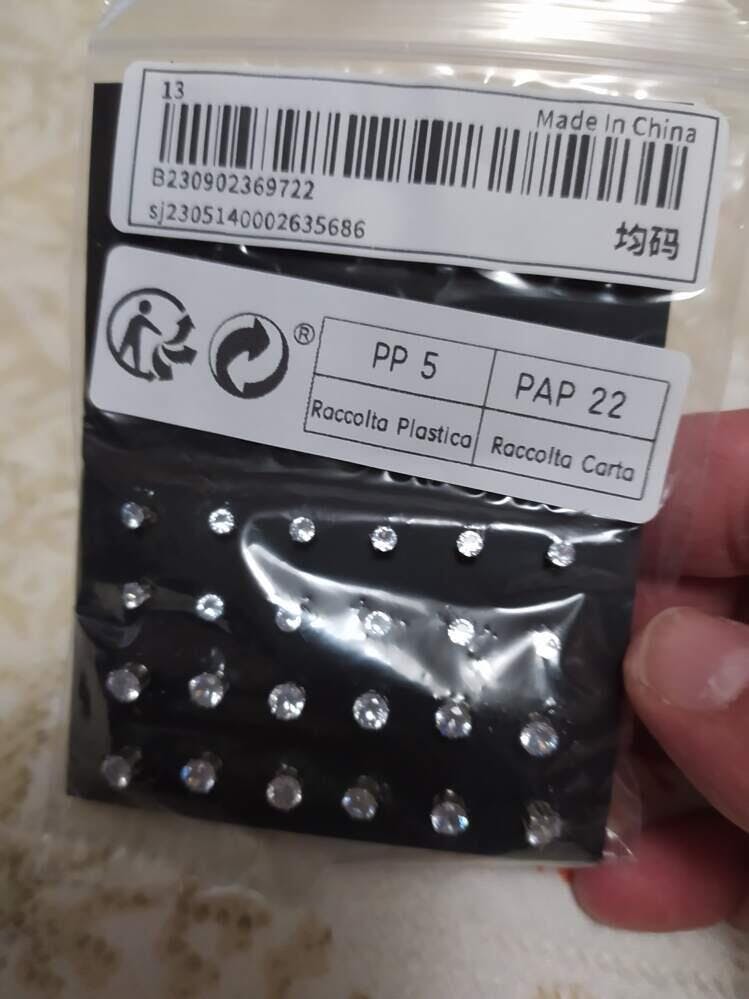 13
Made In China
B230902369722
sj2305140002635686
均码
®
PP 5
PAP 22
Raccolta Plastica
Raccolta Carta